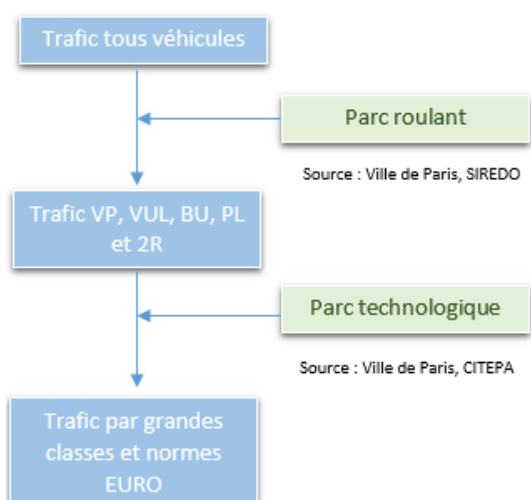 Trafic tous véhicules
Parc roulant
Source : Ville de Paris, SIREDO
Trafic VP, VUL, BU, PL
et 2R
Parc technologique
Source : Ville de Paris, CITEPA
Trafic par grandes
classes et normes
EURO